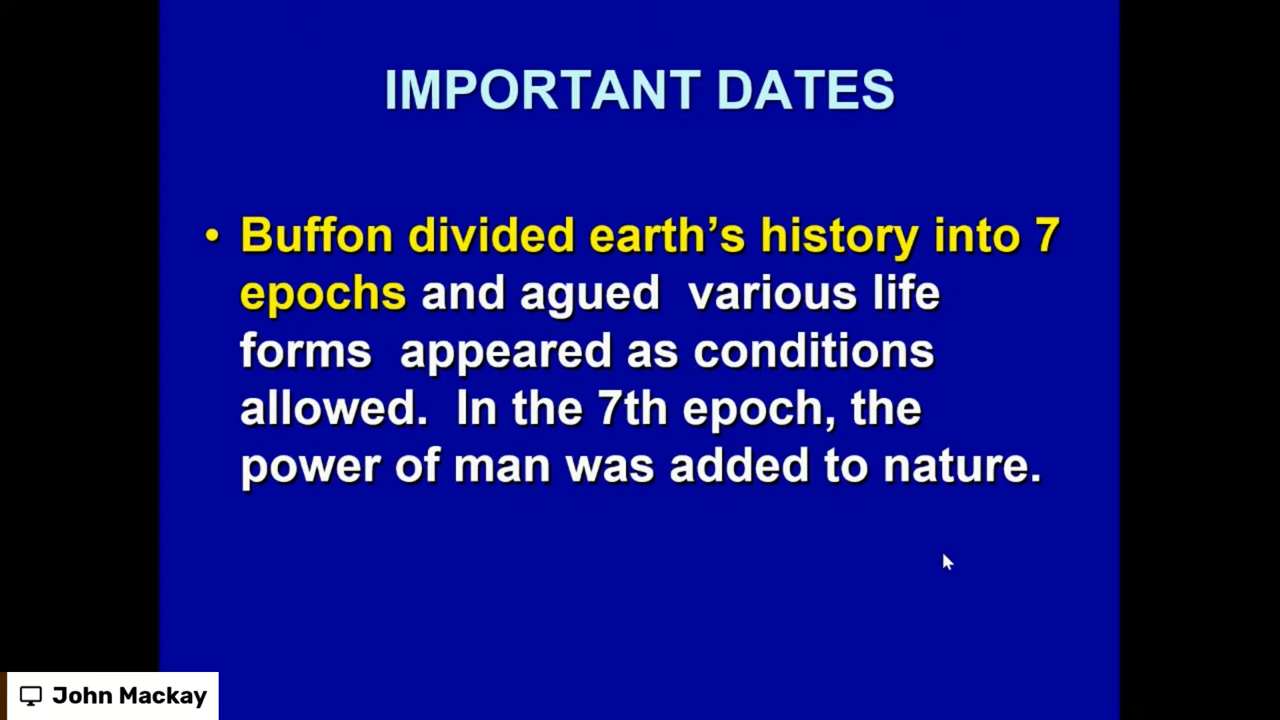 IMPORTANT DATES
• Buffon divided earth's history into 7
epochs and agued various life
forms appeared as conditions
allowed. In the 7th epoch, the
power of man was added to nature.
John Mackay